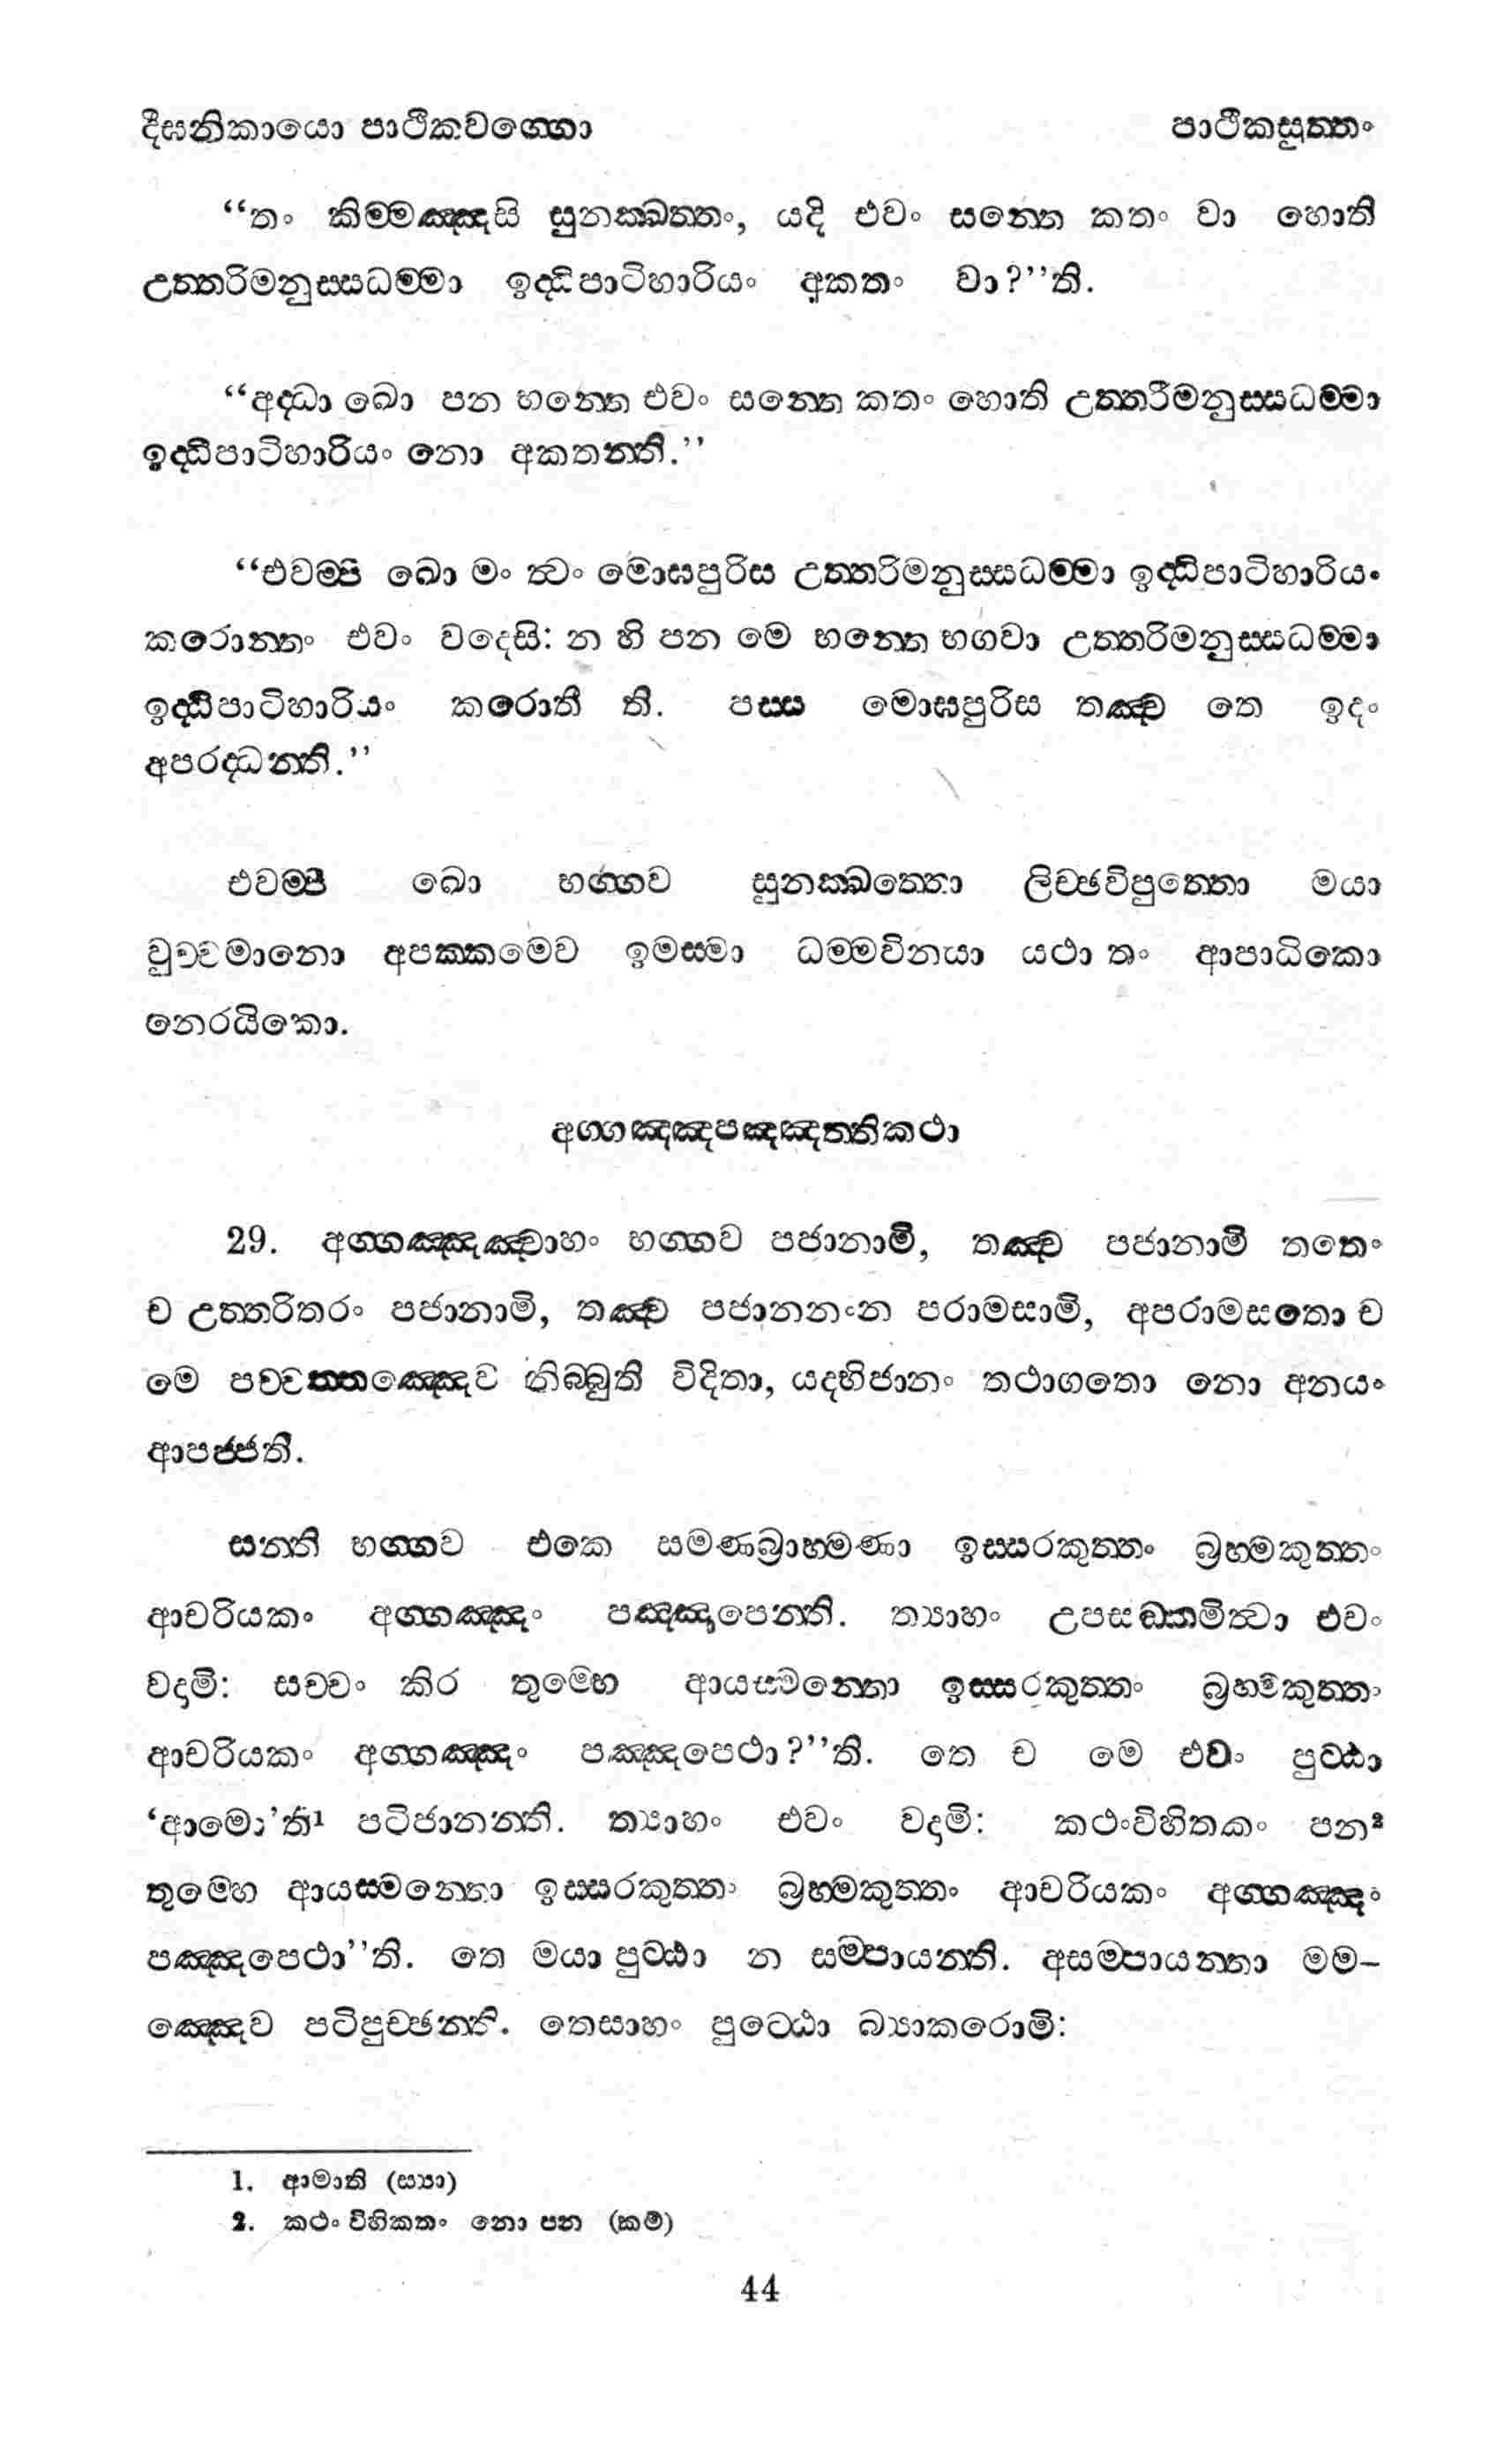 දීඝනිකායො පාථිකවග්ගො පාථිකසුත්තං
“තං කිම්මඤ්ඤසි සුනක්ඛත්තං, යදි එවං සන්තෙ කතං වා හොති
උත්තරිමනුස්සධම්මා ඉද්ධිපාටිහාරියං අකතං වා?”ති.
“අද්ධා ඛො පන භන්තෙ එවං සන්තෙ කතං හොති උත්තරිමනුස්සධම්මා
ඉද්ධිපාටිහාරියං නො අකතන්ති.”
“එවම්පි ඛො මං ත්වං මොඝපුරිස උත්තරිමනුස්සධම්මා ඉද්ධිපාටිහාරියං
කරොන්තං එවං වදෙසි: න හි පන මෙ භන්තෙ භගවා උත්තරිමනුස්සධම්මා
ඉද්ධිපාටිහාරියං කරොතී ති. පස්ස මොඝපුරිස තඤ්ච තෙ ඉදං
අපරද්ධන්ති.”
එවම්පි ඛො භග්ගව සුනක්ඛත්තො ලිච්ඡවිපුත්තො මයා
වුච්චමානො අපක්කමෙව ඉමස්මා ධම්මවිනයා යථා තං ආපාධිකො
නෙරයිකො.
අග්ගඤ්ඤපඤ්ඤත්තිකථා
29. අග්ගඤ්ඤඤ්චාහං භග්ගව පජානාමි, තඤ්ච පජානාමි තතෙං
ච උත්තරිතරං පජානාමි, තඤ්ච පජානනං න පරාමසාමි, අපරාමසතො ච
මෙ පච්චත්තඤ්ඤෙව නිබ්බුති විදිතා, යදභිජානං තථාගතො නො අනයං
ආපජ්ජති.
සන්ති භග්ගව එකෙ සමණබ්‍රාහ්මණා ඉස්සරකුත්තං බ්‍රහ්මකුත්තං
ආචරියකං අග්ගඤ්ඤං පඤ්ඤාපෙන්ති. ත්‍යාහං උපසඞ්කමිත්වා එවං
වදාමි: සච්චං කිර තුම්හෙ ආයස්මන්තො ඉස්සරකුත්තං බ්‍රහ්මකුත්තං
ආචරියකං අග්ගඤ්ඤං පඤ්ඤපෙථා?”ති. තෙ ච මෙ එවං පුට්ඨා
‘ආමො’ති¹ පටිජානන්ති. ත්‍යාහං එවං වදාමි: කථංවිහිතකං පන²
තුම්හෙ ආයස්මන්තො ඉස්සරකුත්තං බ්‍රහ්මකුත්තං ආචරියකං අග්ගඤ්ඤං
පඤ්ඤපෙථා”ති. තෙ මයා පුට්ඨා න සම්පායන්ති. අසම්පායන්තා මම-
ඤ්ඤෙව පටිපුච්ඡන්ති. තෙසාහං පුට්ඨො බ්‍යාකරොමි:
1. ආමාති (ස්‍යා)
2. කථං විහිකතං නො පන (කම්)
44